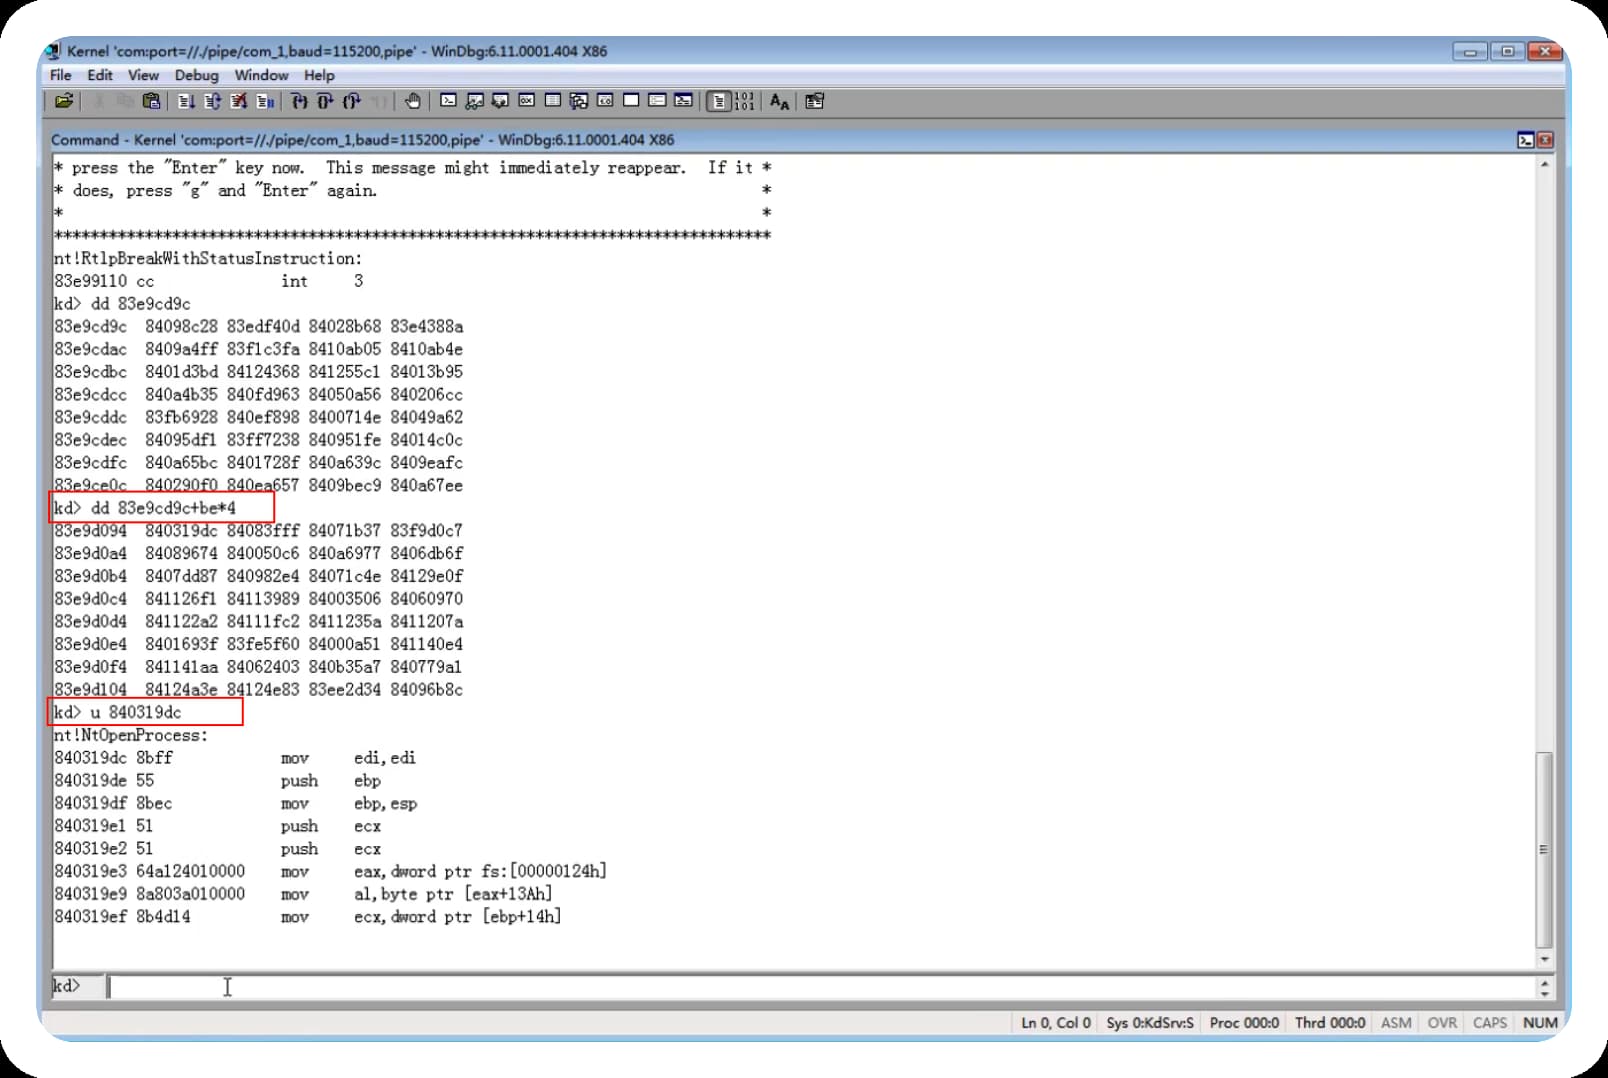 Kernel 'com:port=//./pipe/com_1,baud=115200,pipe' - WinDbg:6.11.0001.404 X86
File Edit View Debug Window Help
Command - Kernel 'com:port=//./pipe/com_1,baud=115200,pipe' - WinDbg:6.11.0001.404 X86
* press the "Enter" key now.  This message might immediately reappear.  If it *
* does, press "g" and "Enter" again. *
* *
*******************************************************************************
nt!RtlpBreakWithStatusInstruction:
83e99110 cc int 3
kd> dd 83e9cd9c
83e9cd9c 84098c28 83edf40d 84028b68 83e4388a
83e9cdac 8409a4ff 83f1c3fa 8410ab05 8410ab4e
83e9cdbc 8401d3bd 84124368 841255c1 84013b95
83e9cdcc 840a4b35 840fd963 84050a56 840206cc
83e9cddc 83fb6928 840ef898 8400714e 84049a62
83e9cdec 84095df1 83ff7238 840951fe 84014c0c
83e9cdfc 840a65bc 8401728f 840a639c 8409eafc
83e9ce0c 840290f0 840ea657 8409bec9 840a67ee
kd> dd 83e9cd9c+be*4
83e9d094 840319dc 84083fff 84071b37 83f9d0c7
83e9d0a4 84089674 840050c6 840a6977 8406db6f
83e9d0b4 8407dd87 840982e4 84071c4e 84129e0f
83e9d0c4 841126f1 84113989 84003506 84060970
83e9d0d4 841122a2 84111fc2 8411235a 8411207a
83e9d0e4 8401693f 83fe5f60 84000a51 841140e4
83e9d0f4 841141aa 84062403 840b35a7 840779a1
83e9d104 84124a3e 84124e83 83ee2d34 84096b8c
kd> u 840319dc
nt!NtOpenProcess:
840319dc 8bff mov edi,edi
840319de 55 push ebp
840319df 8bec mov ebp,esp
840319e1 51 push ecx
840319e2 51 push ecx
840319e3 64a124010000 mov eax,dword ptr fs:[00000124h]
840319e9 8a803a010000 mov al,byte ptr [eax+13Ah]
840319ef 8b4d14 mov ecx,dword ptr [ebp+14h]
kd>
Ln 0, Col 0 Sys 0:KdSrv:S Proc 000:0 Thrd 000:0 ASM OVR CAPS NUM